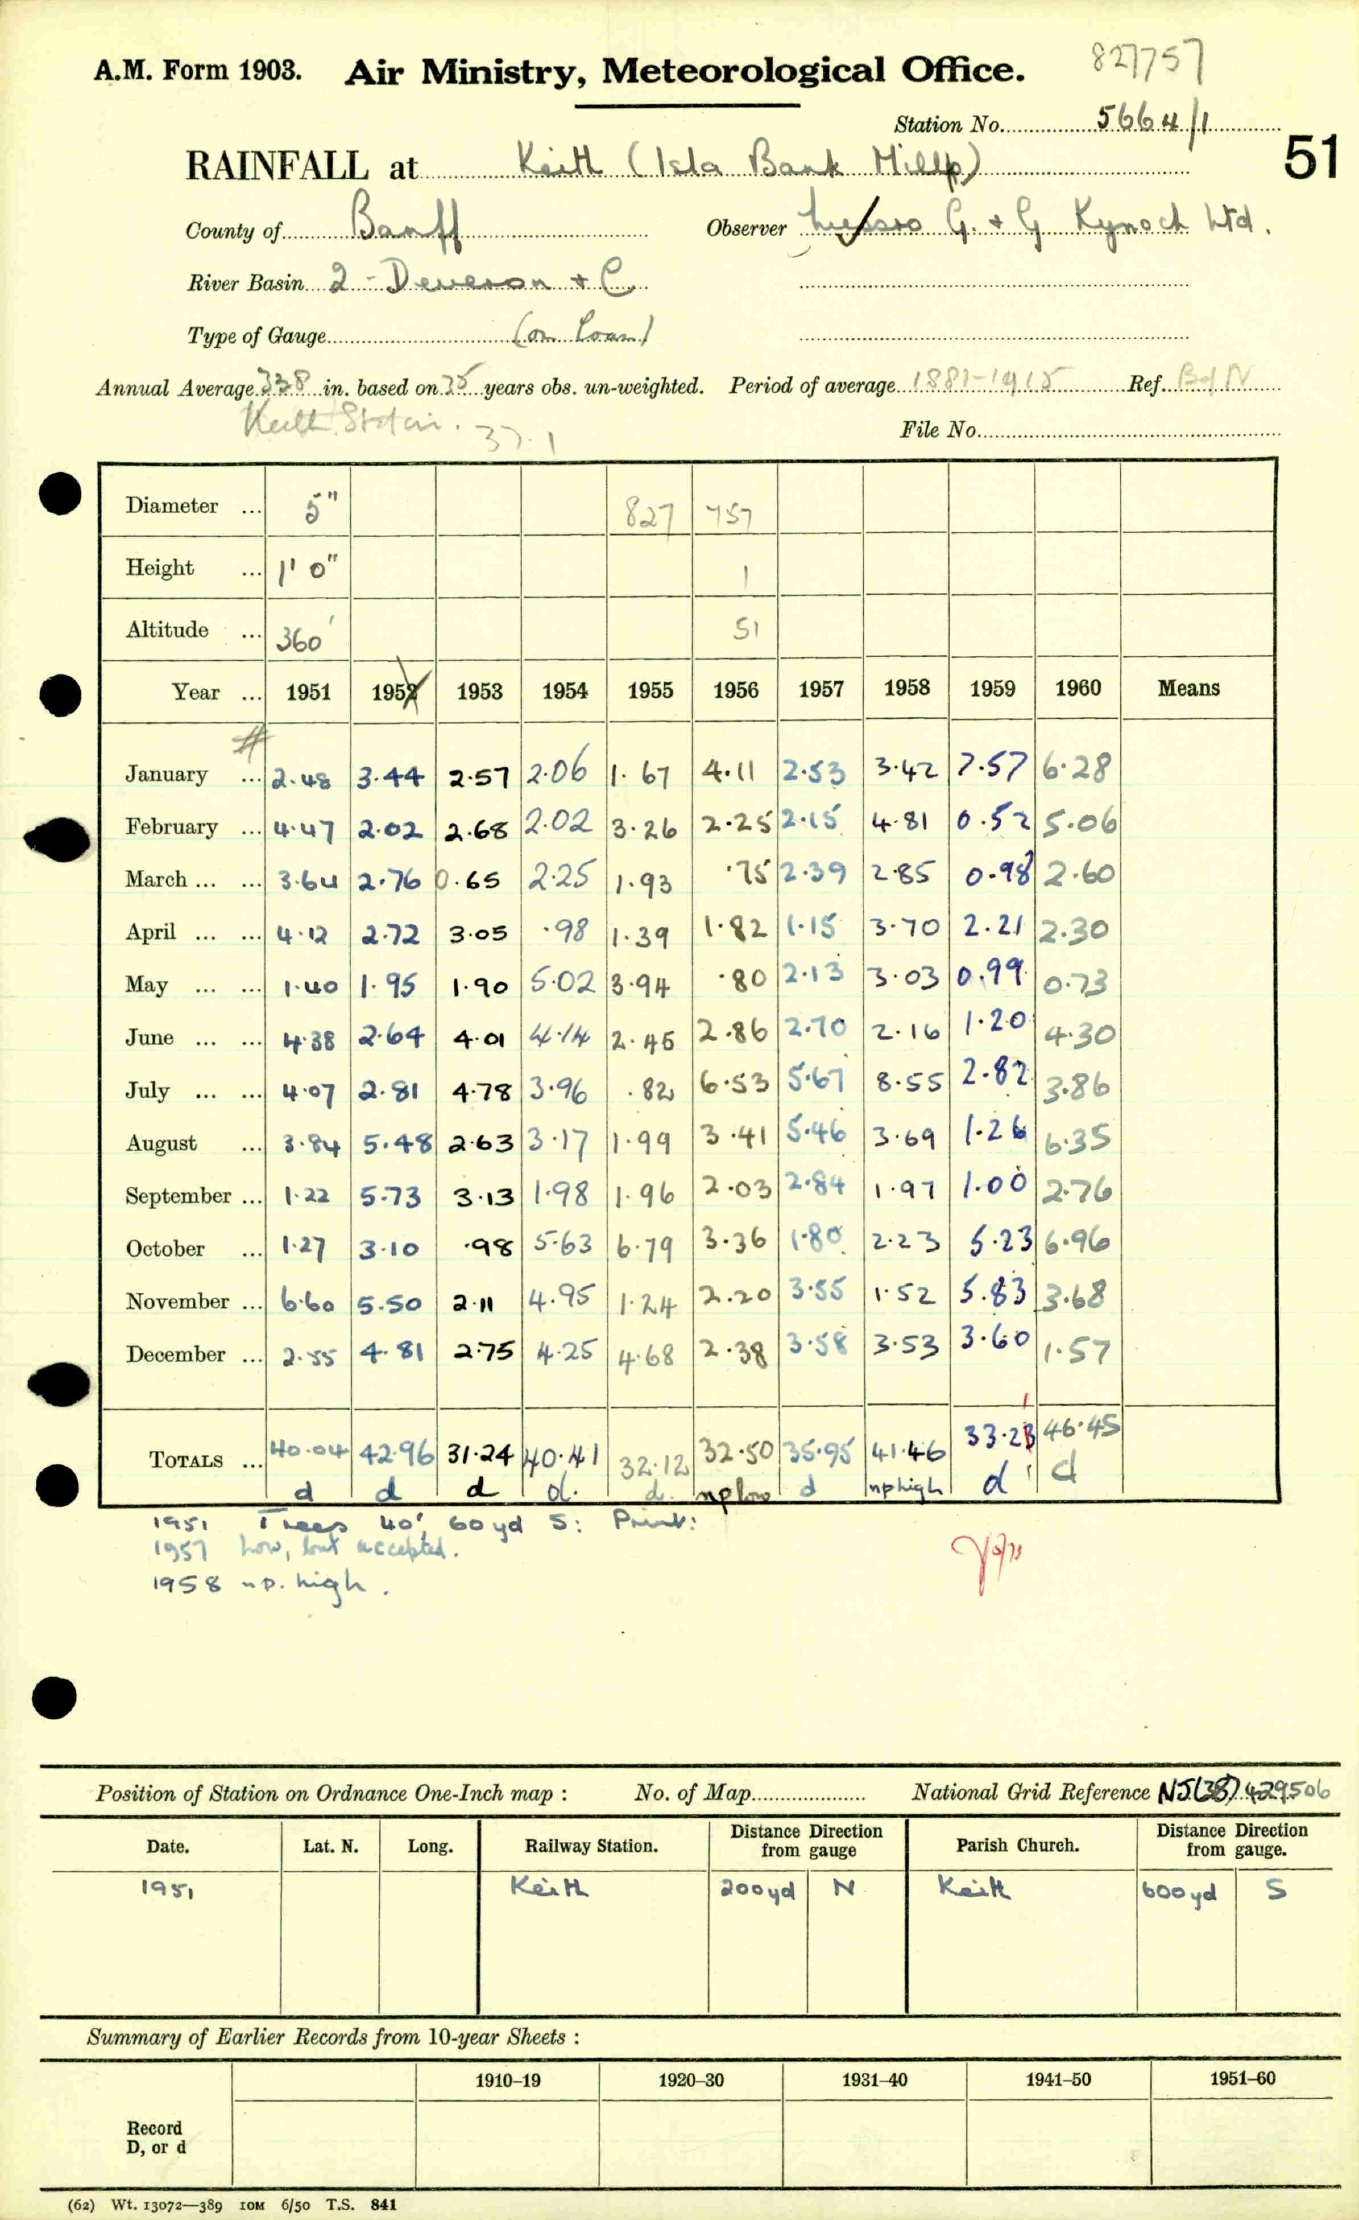 827757
A.M. Form 1903. Air Ministry, Meteorological Office.
Station No. 5664/1
51
RAINFALL at Keith (Isla Bank Mills)
County of Banff Observer Messrs G. & G Kynoch Ltd.
River Basin 2 - Deveron + C
Type of Gauge (on loan)
Annual Average 33.8 in. based on 35 years obs. un-weighted. Period of average 1881-1915 Ref.
Keith Station. 37.1 File No.
Diameter ... 5" 827 757
Height ... 1' 0" 1
Altitude ... 360' 51
Year ... 1951 1952 1953 1954 1955 1956 1957 1958 1959 1960 Means
#
January ... 2.48 3.44 2.57 2.06 1.67 4.11 2.53 3.42 7.57 6.28
February ... 4.47 2.02 2.68 2.02 3.26 2.25 2.15 4.81 0.52 5.06
March ... ... 3.64 2.76 0.65 2.25 1.93 .75 2.39 2.85 0.98 2.60
April ... ... 4.12 2.72 3.05 .98 1.39 1.82 1.15 3.70 2.21 2.30
May ... ... 1.40 1.95 1.90 5.02 3.94 .80 2.13 3.03 0.99 0.73
June ... ... 4.38 2.64 4.01 4.14 2.45 2.86 2.70 2.16 1.20 4.30
July ... ... 4.07 2.81 4.78 3.96 .82 6.53 5.67 8.55 2.82 3.86
August ... 3.84 5.48 2.63 3.17 1.99 3.41 5.46 3.69 1.26 6.35
September ... 1.22 5.73 3.13 1.98 1.96 2.03 2.84 1.97 1.00 2.76
October ... 1.27 3.10 .98 5.63 6.79 3.36 1.80 2.23 5.23 6.96
November ... 6.60 5.50 2.11 4.95 1.24 2.20 3.55 1.52 5.83 3.68
December ... 2.55 4.81 2.75 4.25 4.68 2.38 3.58 3.53 3.60 1.57
TOTALS ... 40.04 42.96 31.24 40.41 32.12 32.50 35.95 41.46 33.21 46.45
d d d d. d. np low d np high d d
1951 Trees 40', 60yd S: Print:
1957 Low, but accepted.
1958 n.p. high.
Position of Station on Ordnance One-Inch map : No. of Map National Grid Reference NJ(38) 429506
Date. Lat. N. Long. Railway Station. Distance from Direction gauge Parish Church. Distance from Direction gauge.
1951 Keith 200yd N Keith 600yd S
Summary of Earlier Records from 10-year Sheets :
1910–19 1920–30 1931–40 1941–50 1951–60
Record
D, or d
(62) Wt. 13072—389 10M 6/50 T.S. 841